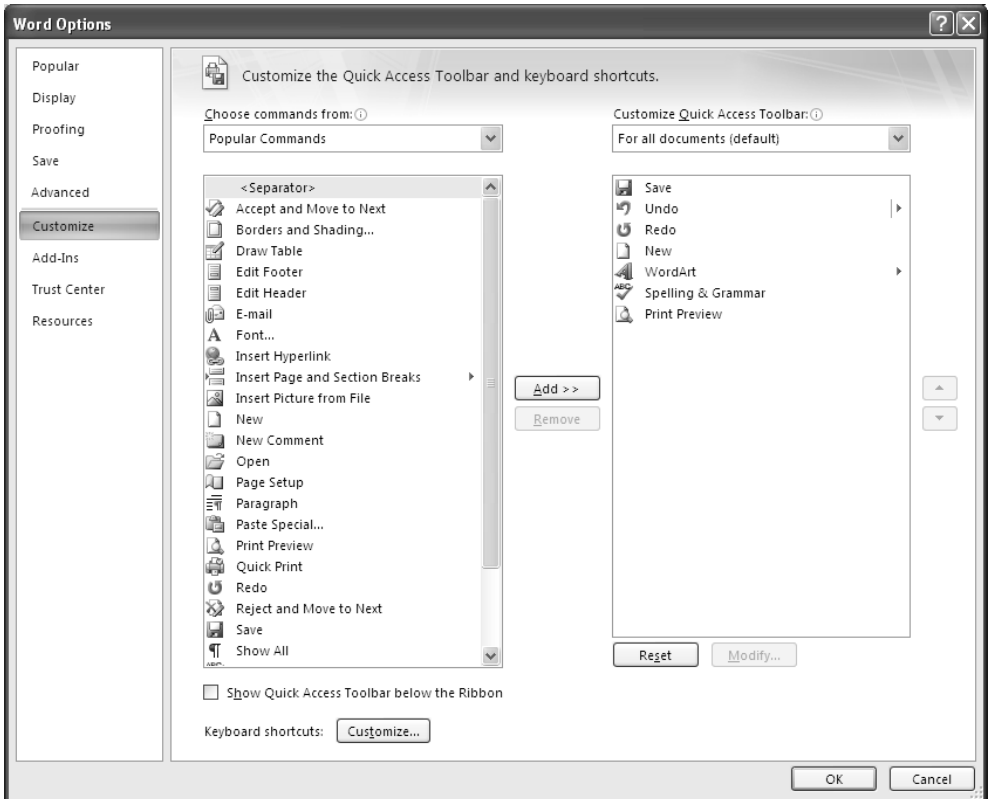 Word Options
Popular
Display
Proofing
Save
Advanced
Customize
Add-Ins
Trust Center
Resources
Customize the Quick Access Toolbar and keyboard shortcuts.
Choose commands from:
Popular Commands
<Separator>
Accept and Move to Next
Borders and Shading...
Draw Table
Edit Footer
Edit Header
E-mail
Font...
Insert Hyperlink
Insert Page and Section Breaks
Insert Picture from File
New
New Comment
Open
Page Setup
Paragraph
Paste Special...
Print Preview
Quick Print
Redo
Reject and Move to Next
Save
Show All
Add >>
Remove
Customize Quick Access Toolbar:
For all documents (default)
Save
Undo
Redo
New
WordArt
Spelling & Grammar
Print Preview
Reset
Modify...
Show Quick Access Toolbar below the Ribbon
Keyboard shortcuts:
Customize...
OK
Cancel